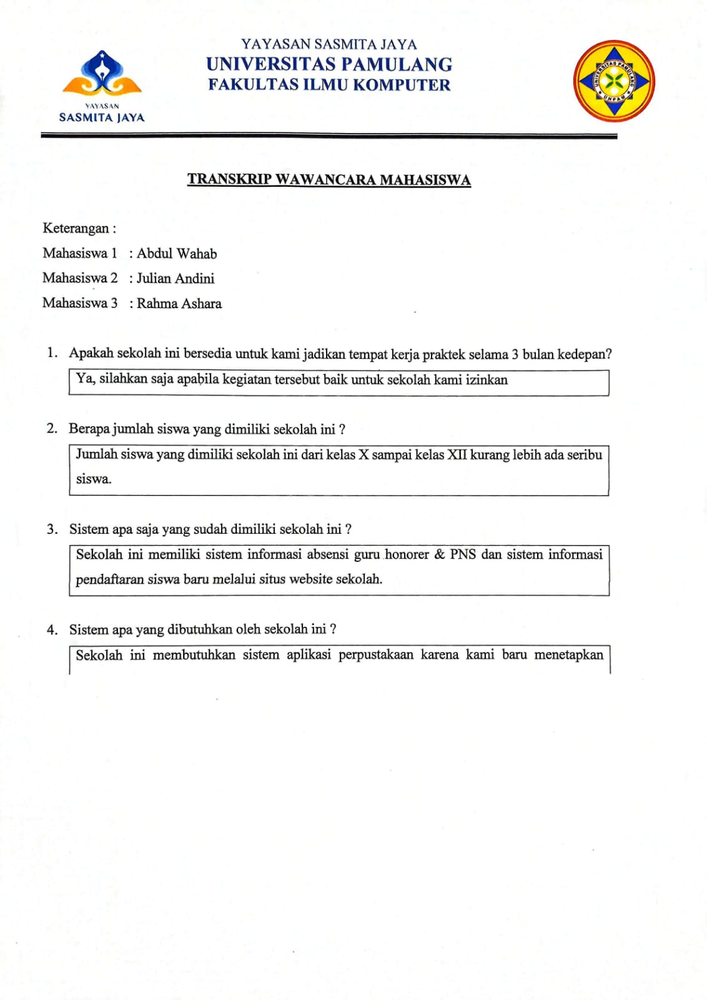 YAYASAN SASMITA JAYA
UNIVERSITAS PAMULANG
FAKULTAS ILMU KOMPUTER
YAYASAN
SASMITA JAYA
UNIVERSITAS PAMULANG
UNPAM
TRANSKRIP WAWANCARA MAHASISWA
Keterangan :
Mahasiswa 1 : Abdul Wahab
Mahasiswa 2 : Julian Andini
Mahasiswa 3 : Rahma Ashara
1. Apakah sekolah ini bersedia untuk kami jadikan tempat kerja praktek selama 3 bulan kedepan?
Ya, silahkan saja apabila kegiatan tersebut baik untuk sekolah kami izinkan
2. Berapa jumlah siswa yang dimiliki sekolah ini ?
Jumlah siswa yang dimiliki sekolah ini dari kelas X sampai kelas XII kurang lebih ada seribu
siswa.
3. Sistem apa saja yang sudah dimiliki sekolah ini ?
Sekolah ini memiliki sistem informasi absensi guru honorer & PNS dan sistem informasi
pendaftaran siswa baru melalui situs website sekolah.
4. Sistem apa yang dibutuhkan oleh sekolah ini ?
Sekolah ini membutuhkan sistem aplikasi perpustakaan karena kami baru menetapkan